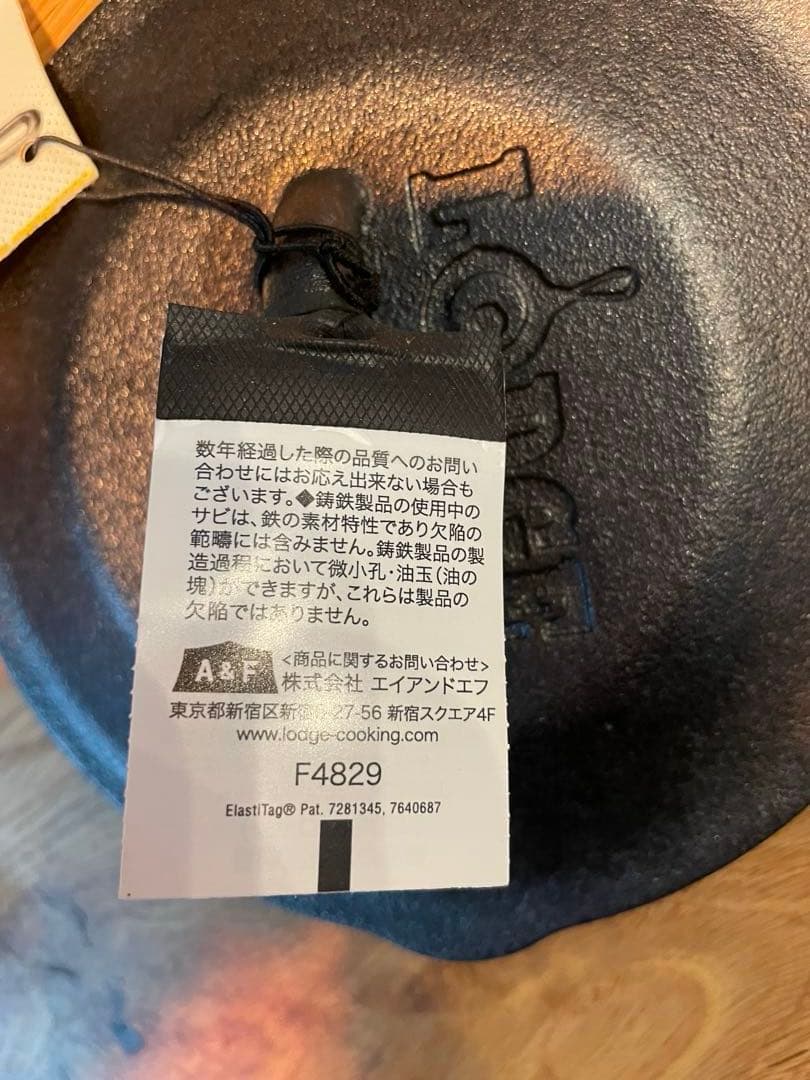 LODGE
数年経過した際の品質へのお問い
合わせにはお応え出来ない場合も
ございます。◆鋳鉄製品の使用中の
サビは、鉄の素材特性であり欠陥の
範疇には含みません。鋳鉄製品の製
造過程において微小孔・油玉(油の
塊)ができますが、これらは製品の
欠陥ではありません。
A&F
<商品に関するお問い合わせ>
株式会社 エイアンドエフ
東京都新宿区新宿 27-56 新宿スクエア4F
www.lodge-cooking.com
F4829
ElastiTag® Pat. 7281345, 7640687